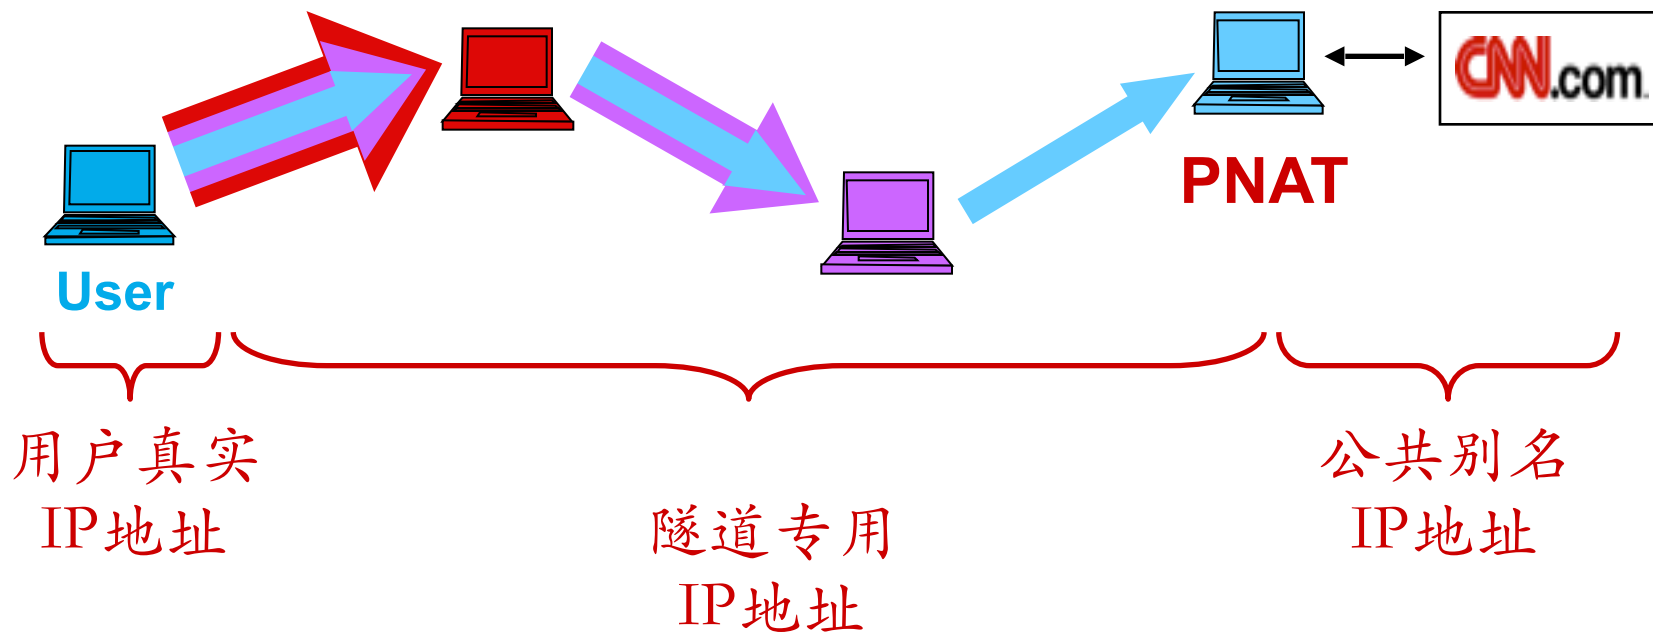 CNN.com
PNAT
User
用户真实
IP地址
隧道专用
IP地址
公共别名
IP地址